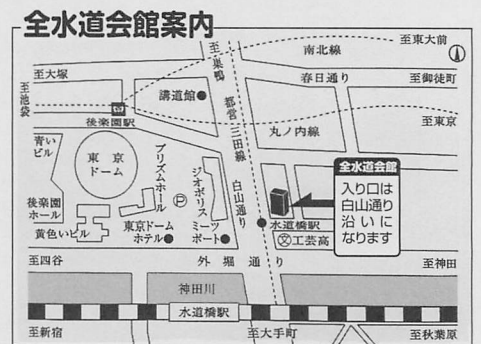 全水道会館案内
至東大前
南北線
至巣鴨
至大塚
春日通り
至御徒町
至池袋
講道館
都営三田線
後楽園駅
丸ノ内線
至東京
青いビル
東京ドーム
プリズムホール
ジオポリス
白山通り
全水道会館
入り口は
白山通り
沿いに
なります
P
後楽園
ホール
黄色いビル
東京ドーム
ホテル
ミーツ
ポート
水道橋駅
文工芸高
至四谷
外堀通り
至神田
神田川
水道橋駅
至新宿
至大手町
至秋葉原